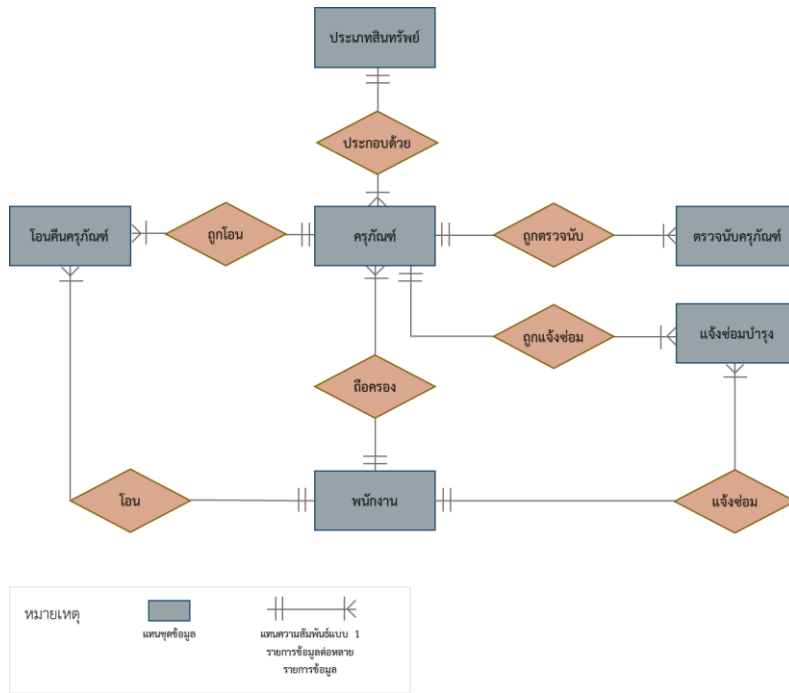 ประเภทสินทรัพย์
ประกอบด้วย
โอนคืนครุภัณฑ์
ถูกโอน
ครุภัณฑ์
ถูกตรวจนับ
ตรวจนับครุภัณฑ์
ถูกแจ้งซ่อม
แจ้งซ่อมบำรุง
ถือครอง
โอน
พนักงาน
แจ้งซ่อม
หมายเหตุ
แทนชุดข้อมูล
แทนความสัมพันธ์แบบ 1
รายการข้อมูลต่อหลาย
รายการข้อมูล